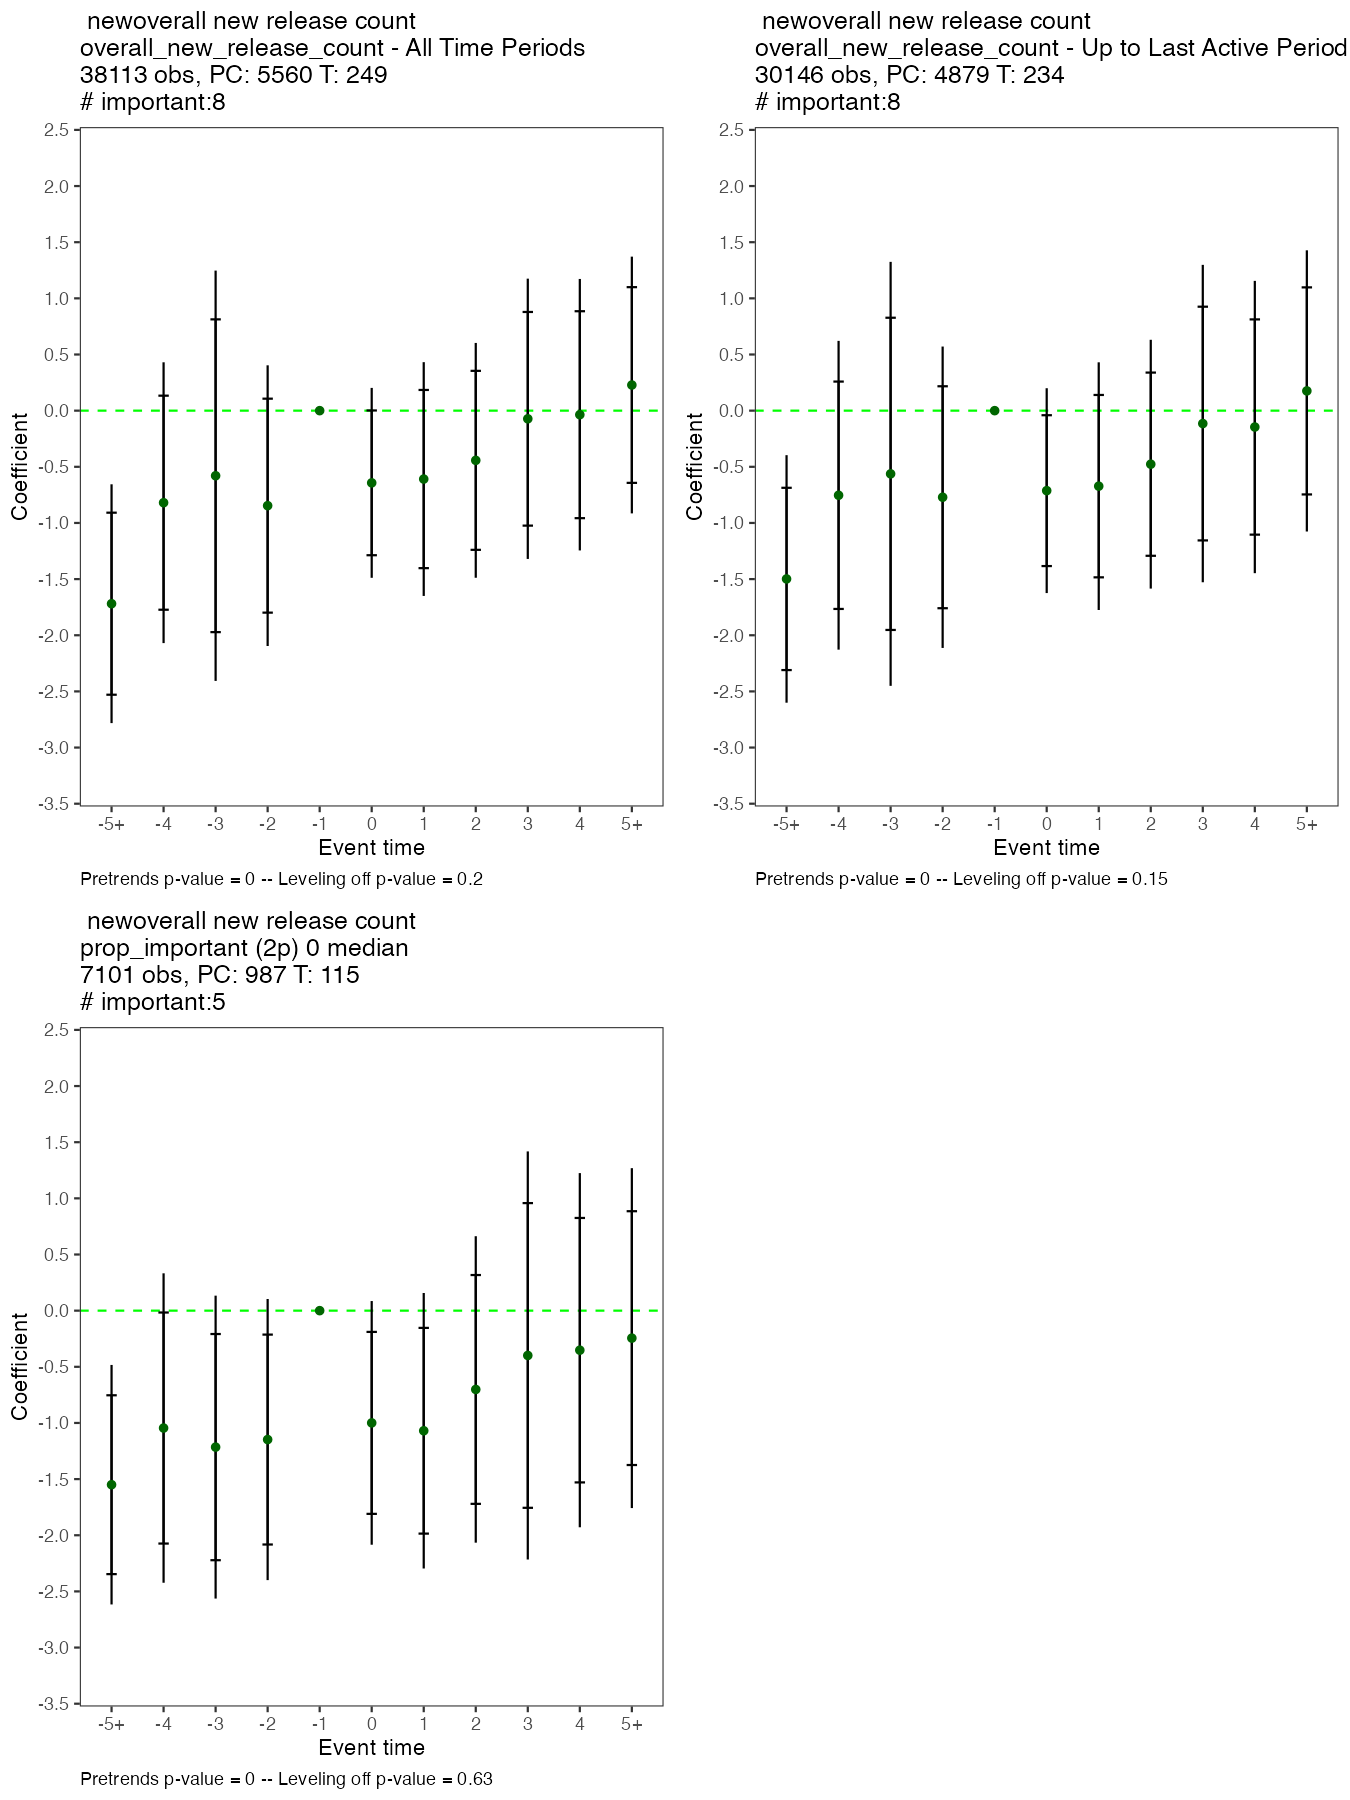 newoverall new release count
overall_new_release_count - All Time Periods
38113 obs, PC: 5560 T: 249
# important:8
2.5
2.0
1.5
1.0
0.5
0.0
-0.5
-1.0
-1.5
-2.0
-2.5
-3.0
-3.5
Coefficient
-5+ -4 -3 -2 -1 0 1 2 3 4 5+
Event time
Pretrends p-value = 0 -- Leveling off p-value = 0.2
newoverall new release count
overall_new_release_count - Up to Last Active Period
30146 obs, PC: 4879 T: 234
# important:8
2.5
2.0
1.5
1.0
0.5
0.0
-0.5
-1.0
-1.5
-2.0
-2.5
-3.0
-3.5
Coefficient
-5+ -4 -3 -2 -1 0 1 2 3 4 5+
Event time
Pretrends p-value = 0 -- Leveling off p-value = 0.15
newoverall new release count
prop_important (2p) 0 median
7101 obs, PC: 987 T: 115
# important:5
2.5
2.0
1.5
1.0
0.5
0.0
-0.5
-1.0
-1.5
-2.0
-2.5
-3.0
-3.5
Coefficient
-5+ -4 -3 -2 -1 0 1 2 3 4 5+
Event time
Pretrends p-value = 0 -- Leveling off p-value = 0.63